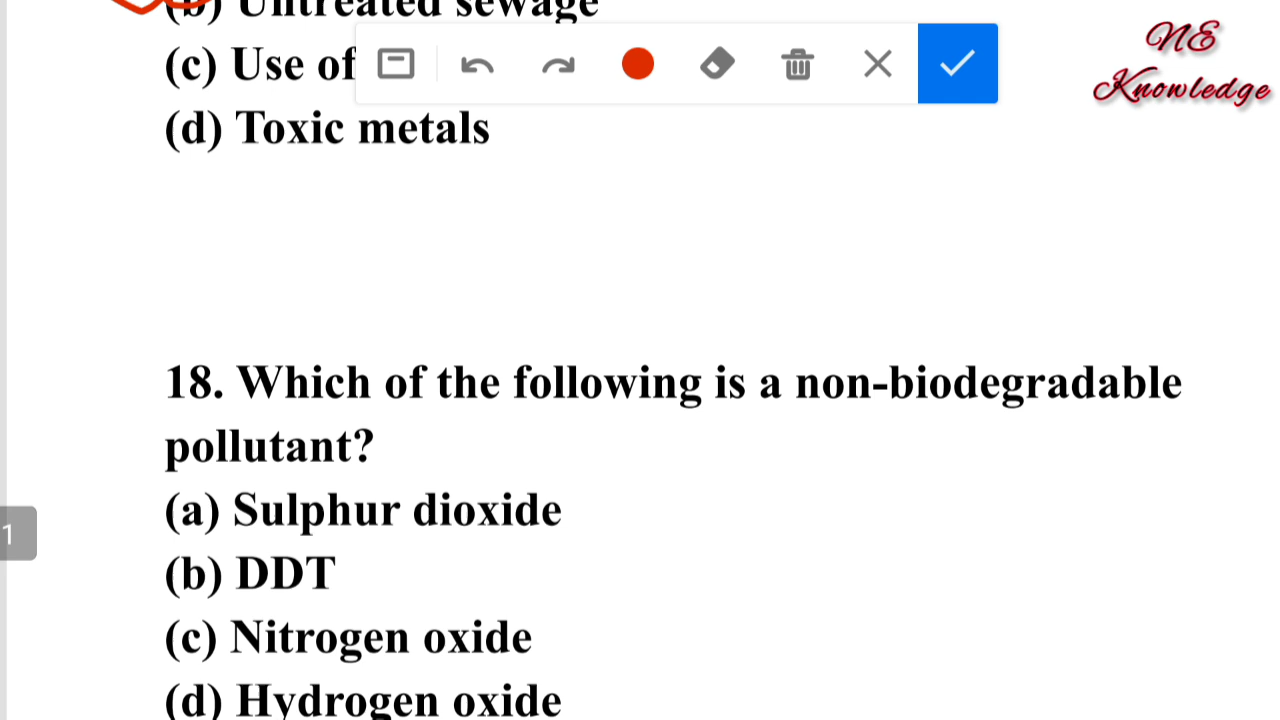 (b) Untreated sewage
(c) Use of
(d) Toxic metals
NE
Knowledge
18. Which of the following is a non-biodegradable
pollutant?
(a) Sulphur dioxide
1
(b) DDT
(c) Nitrogen oxide
(d) Hydrogen oxide